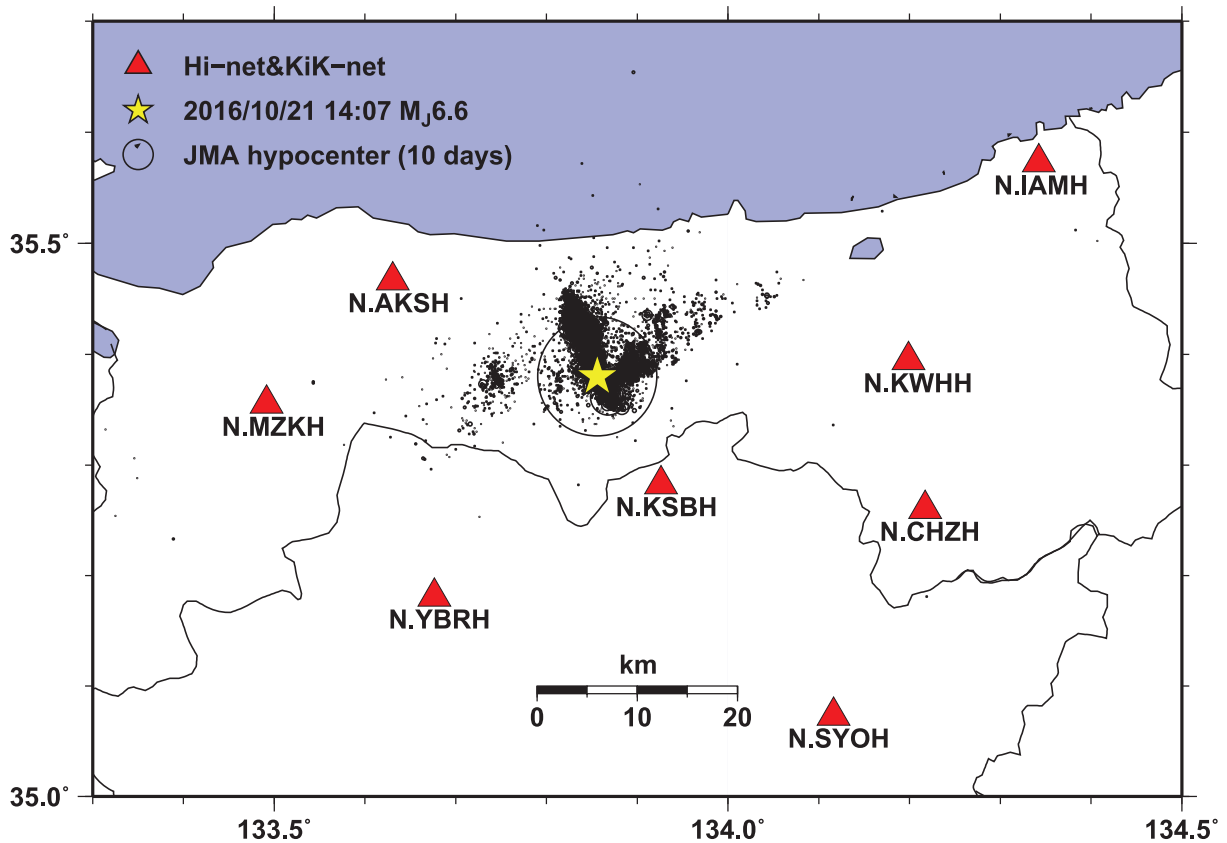 Hi−net&KiK−net
2016/10/21 14:07 MJ6.6
JMA hypocenter (10 days)
N.IAMH
35.5°
N.AKSH
N.KWHH
N.MZKH
N.KSBH
N.CHZH
N.YBRH
km
0 10 20
N.SYOH
35.0°
133.5° 134.0° 134.5°